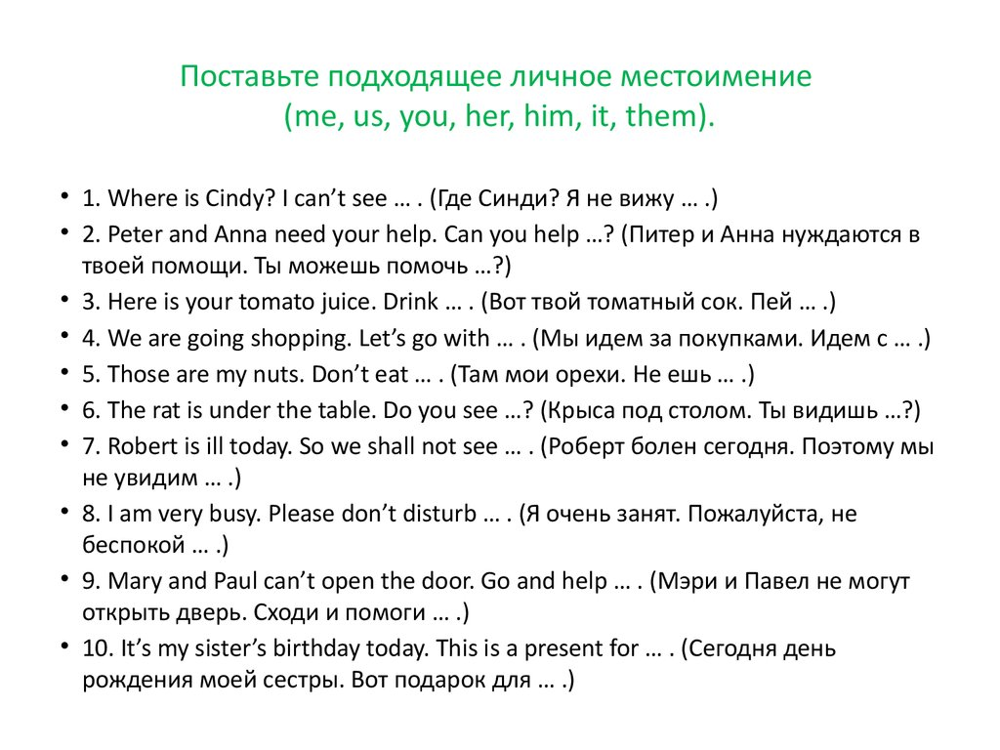 Поставьте подходящее личное местоимение
(me, us, you, her, him, it, them).
• 1. Where is Cindy? I can’t see … . (Где Синди? Я не вижу … .)
• 2. Peter and Anna need your help. Can you help …? (Питер и Анна нуждаются в
твоей помощи. Ты можешь помочь …?)
• 3. Here is your tomato juice. Drink … . (Вот твой томатный сок. Пей … .)
• 4. We are going shopping. Let’s go with … . (Мы идем за покупками. Идем с … .)
• 5. Those are my nuts. Don’t eat … . (Там мои орехи. Не ешь … .)
• 6. The rat is under the table. Do you see …? (Крыса под столом. Ты видишь …?)
• 7. Robert is ill today. So we shall not see … . (Роберт болен сегодня. Поэтому мы
не увидим … .)
• 8. I am very busy. Please don’t disturb … . (Я очень занят. Пожалуйста, не
беспокой … .)
• 9. Mary and Paul can’t open the door. Go and help … . (Мэри и Павел не могут
открыть дверь. Сходи и помоги … .)
• 10. It’s my sister’s birthday today. This is a present for … . (Сегодня день
рождения моей сестры. Вот подарок для … .)